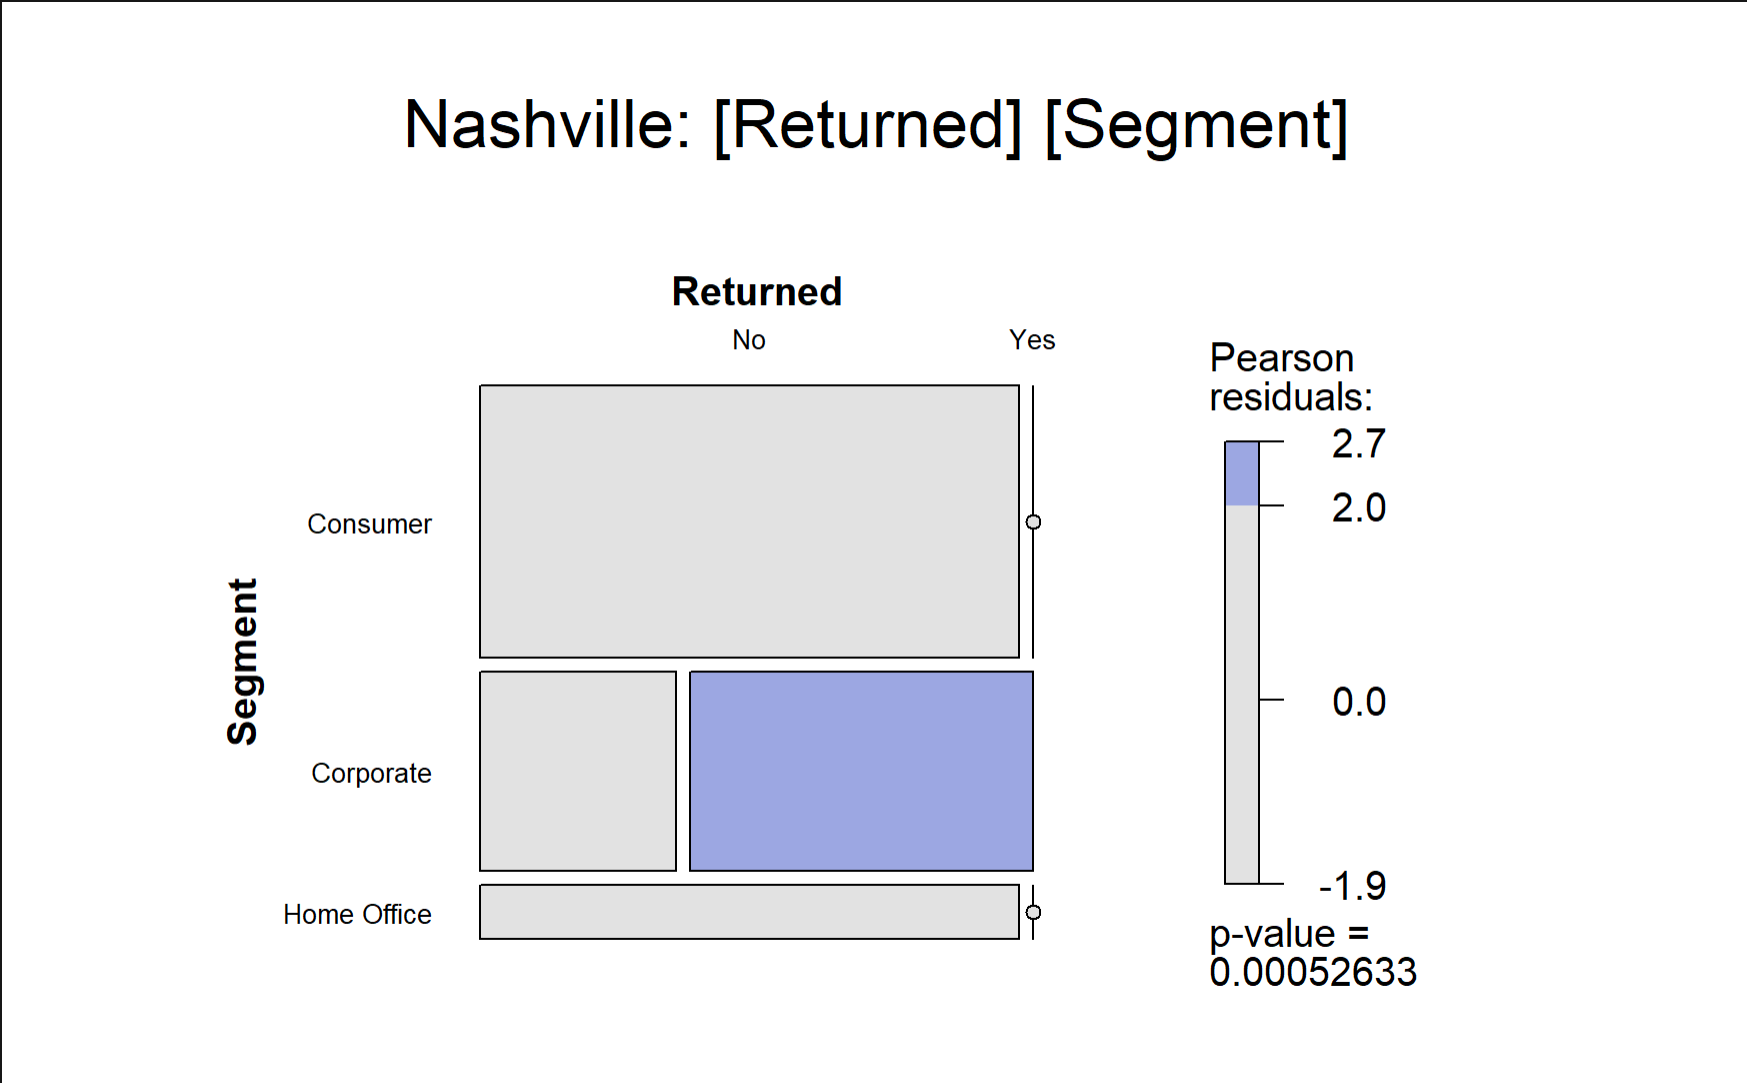 Nashville: [Returned] [Segment]
Returned
No Yes
Pearson
residuals:
2.7
2.0
0.0
-1.9
p-value =
0.00052633
Segment
Consumer
Corporate
Home Office